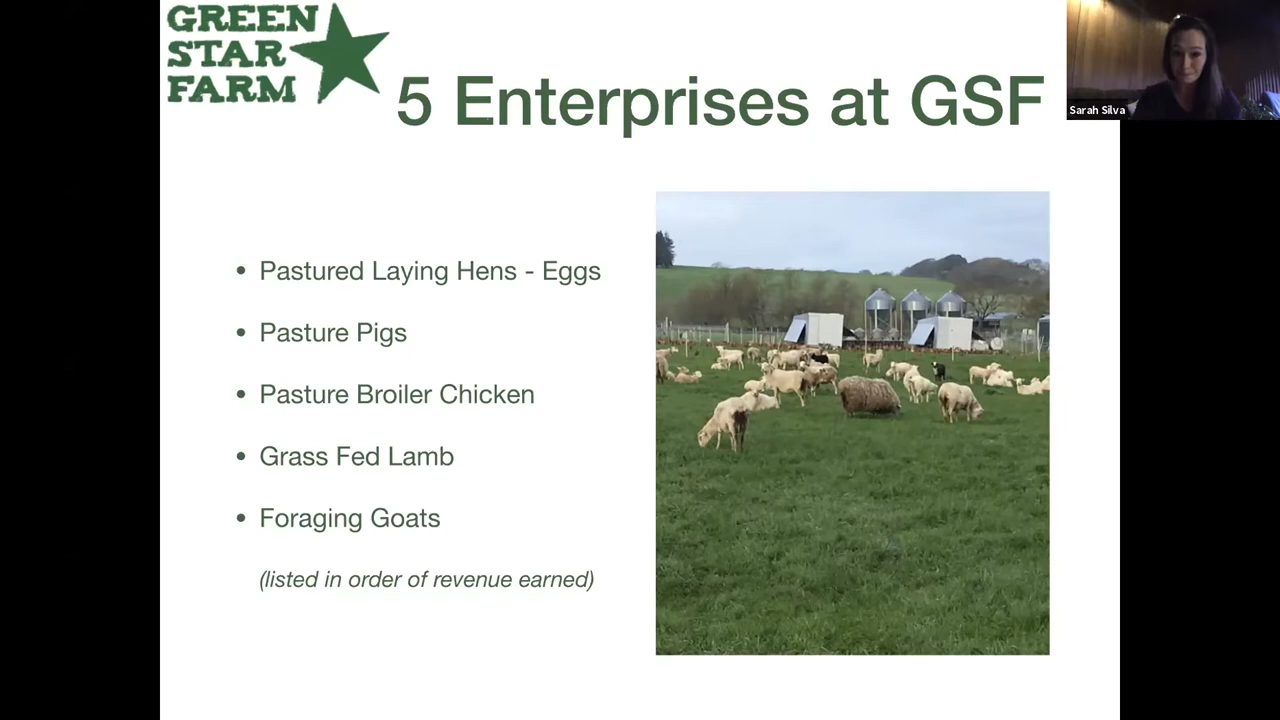 GREEN
STAR
FARM
5 Enterprises at GSF
Sarah Silva
• Pastured Laying Hens - Eggs
• Pasture Pigs
• Pasture Broiler Chicken
• Grass Fed Lamb
• Foraging Goats
(listed in order of revenue earned)